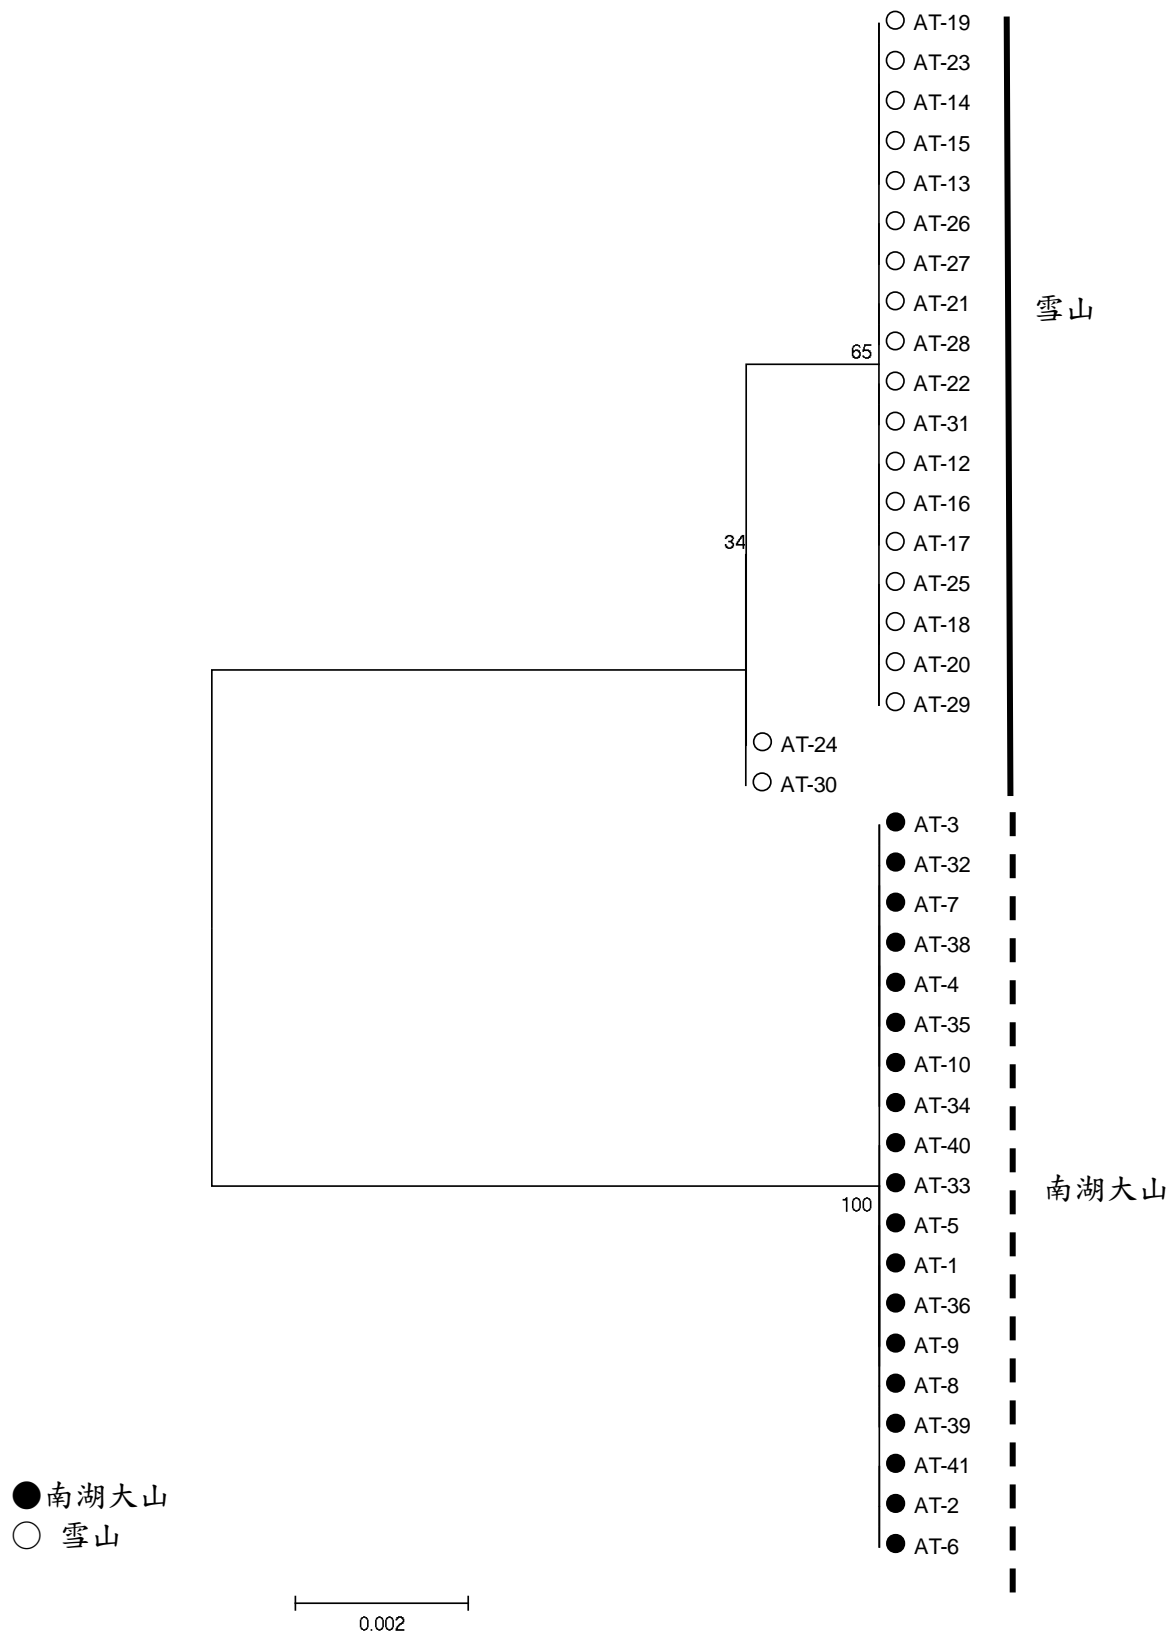 AT-19
AT-23
AT-14
AT-15
AT-13
AT-26
AT-27
AT-21
雪山
AT-28
65
AT-22
AT-31
AT-12
AT-16
34
AT-17
AT-25
AT-18
AT-20
AT-29
AT-24
AT-30
AT-3
AT-32
AT-7
AT-38
AT-4
AT-35
AT-10
AT-34
AT-40
AT-33
南湖大山
100
AT-5
AT-1
AT-36
AT-9
AT-8
AT-39
AT-41
AT-2
AT-6
南湖大山
雪山
0.002